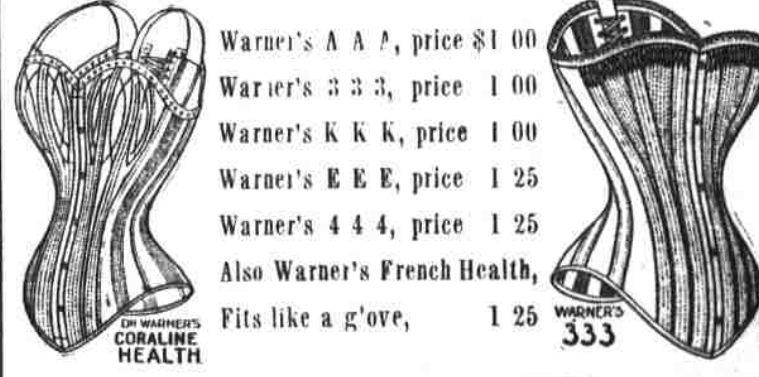 Warner's A A A, price $1 00
Warner's 3 3 3, price 1 00
Warner's K K K, price 1 00
Warner's E E E, price 1 25
Warner's 4 4 4, price 1 25
Also Warner's French Health,
Fits like a g'ove, 1 25
DR WARNER'S
CORALINE
HEALTH
WARNER'S
333